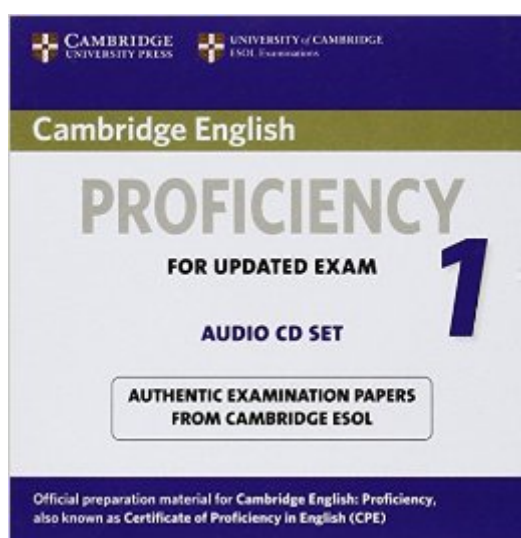 CAMBRIDGE
UNIVERSITY PRESS
UNIVERSITY of CAMBRIDGE
ESOL Examinations
Cambridge English
PROFICIENCY
1
FOR UPDATED EXAM
AUDIO CD SET
AUTHENTIC EXAMINATION PAPERS
FROM CAMBRIDGE ESOL
Official preparation material for Cambridge English: Proficiency,
also known as Certificate of Proficiency in English (CPE)